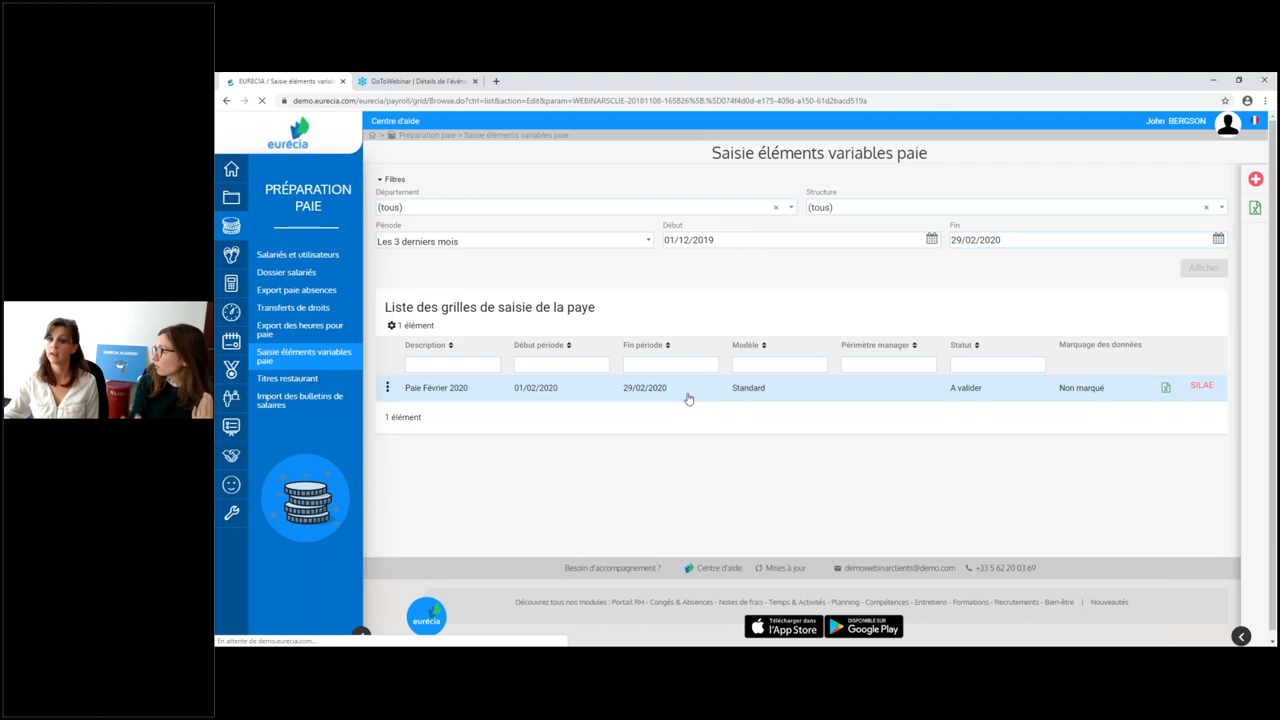 EURECIA / Saisie éléments varia
GoToWebinar | Détails de l'évén
demo.eurecia.com/eurecia/payroll/grid/Browse.do?ctrl=list&action=Edit&param=WEBINARSCLIE-20181108-165826%5B.%5D074f4d0d-e175-409d-a150-61d2bacd519a
eurécia
Centre d'aide
John BERGSON
Préparation paie > Saisie éléments variables paie
Saisie éléments variables paie
PRÉPARATION
PAIE
Salariés et utilisateurs
Dossier salariés
Export paie absences
Transferts de droits
Export des heures pour
paie
Saisie éléments variables
paie
Titres restaurant
Import des bulletins de
salaires
Filtres
Département
Structure
(tous)
(tous)
Période
Début
Fin
Les 3 derniers mois
01/12/2019
29/02/2020
Afficher
Liste des grilles de saisie de la paye
1 élément
Description
Début période
Fin période
Modèle
Périmètre manager
Statut
Marquage des données
Paie Février 2020
01/02/2020
29/02/2020
Standard
A valider
Non marqué
SILAE
1 élément
EURECIA ACADEMY
Besoin d'accompagnement ?
Centre d'aide
Mises à jour
demowebinarclients@demo.com
+33 5 62 20 03 69
Découvrez tous nos modules : Portail RH - Congés & Absences - Notes de frais - Temps & Activités - Planning - Compétences - Entretiens - Formations - Recrutements - Bien-être | Nouveautés
eurécia
Télécharger dans
l'App Store
DISPONIBLE SUR
Google Play
En attente de demo.eurecia.com...